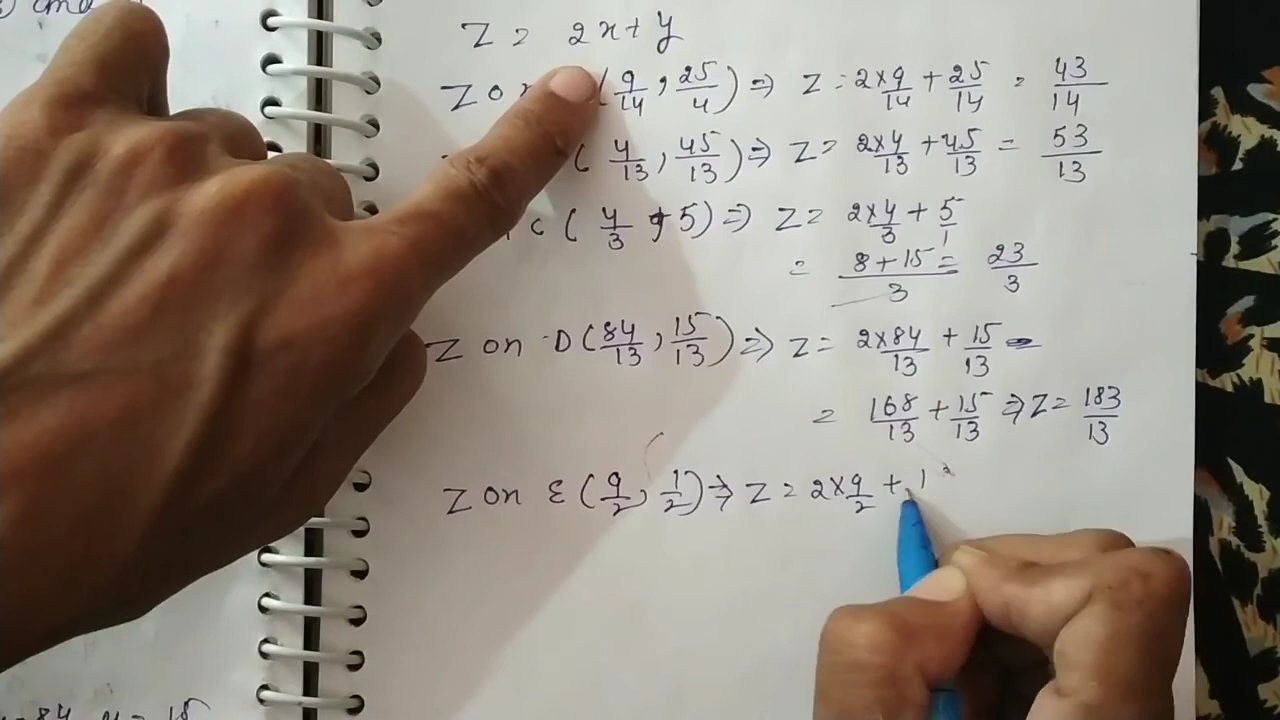 Z = 2x + y
Z on (9/14, 25/4) ⇒ Z = 2×9/14 + 25/14 = 43/14
(4/13, 45/13) ⇒ Z = 2×4/13 + 45/13 = 53/13
C (4/3, 5) ⇒ Z = 2×4/3 + 5/1
= 8+15/3 = 23/3
Z on D (84/13, 15/13) ⇒ Z = 2×84/13 + 15/13 =
= 168/13 + 15/13 ⇒ Z = 183/13
Z on E (9/2, 1/2) ⇒ Z = 2×9/2 + 1